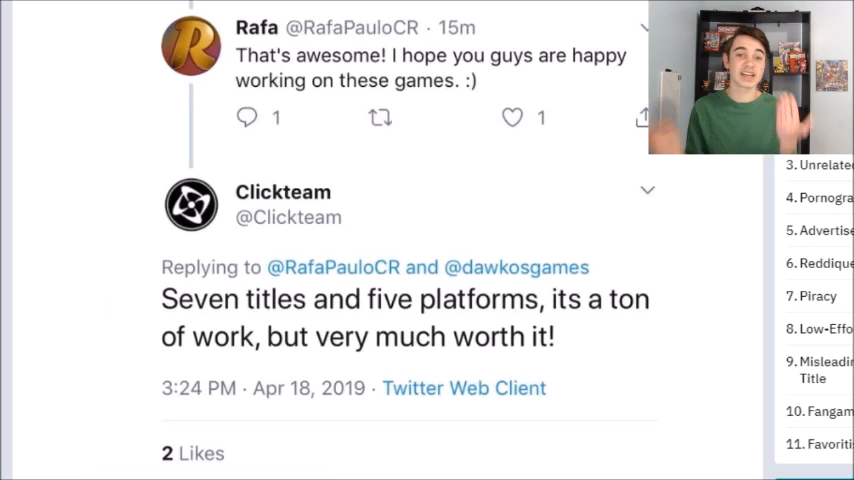 Rafa @RafaPauloCR · 15m
That's awesome! I hope you guys are happy
working on these games. :)
1 1
Clickteam
@Clickteam
Replying to @RafaPauloCR and @dawkosgames
Seven titles and five platforms, its a ton
of work, but very much worth it!
3:24 PM · Apr 18, 2019 · Twitter Web Client
2 Likes
3. Unrelate
4. Pornogra
5. Advertise
6. Reddique
7. Piracy
8. Low-Effo
9. Misleadin
Title
10. Fangam
11. Favoriti